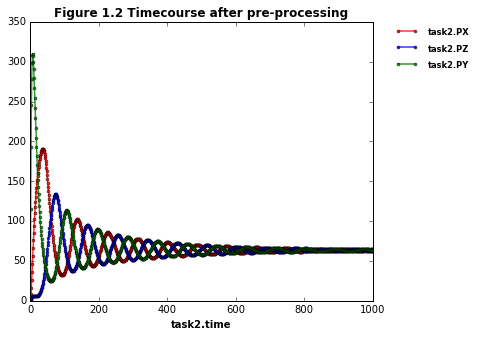 Figure 1.2 Timecourse after pre-processing
350
300
250
200
150
100
50
0
0 200 400 600 800 1000
task2.time
task2.PX
task2.PZ
task2.PY